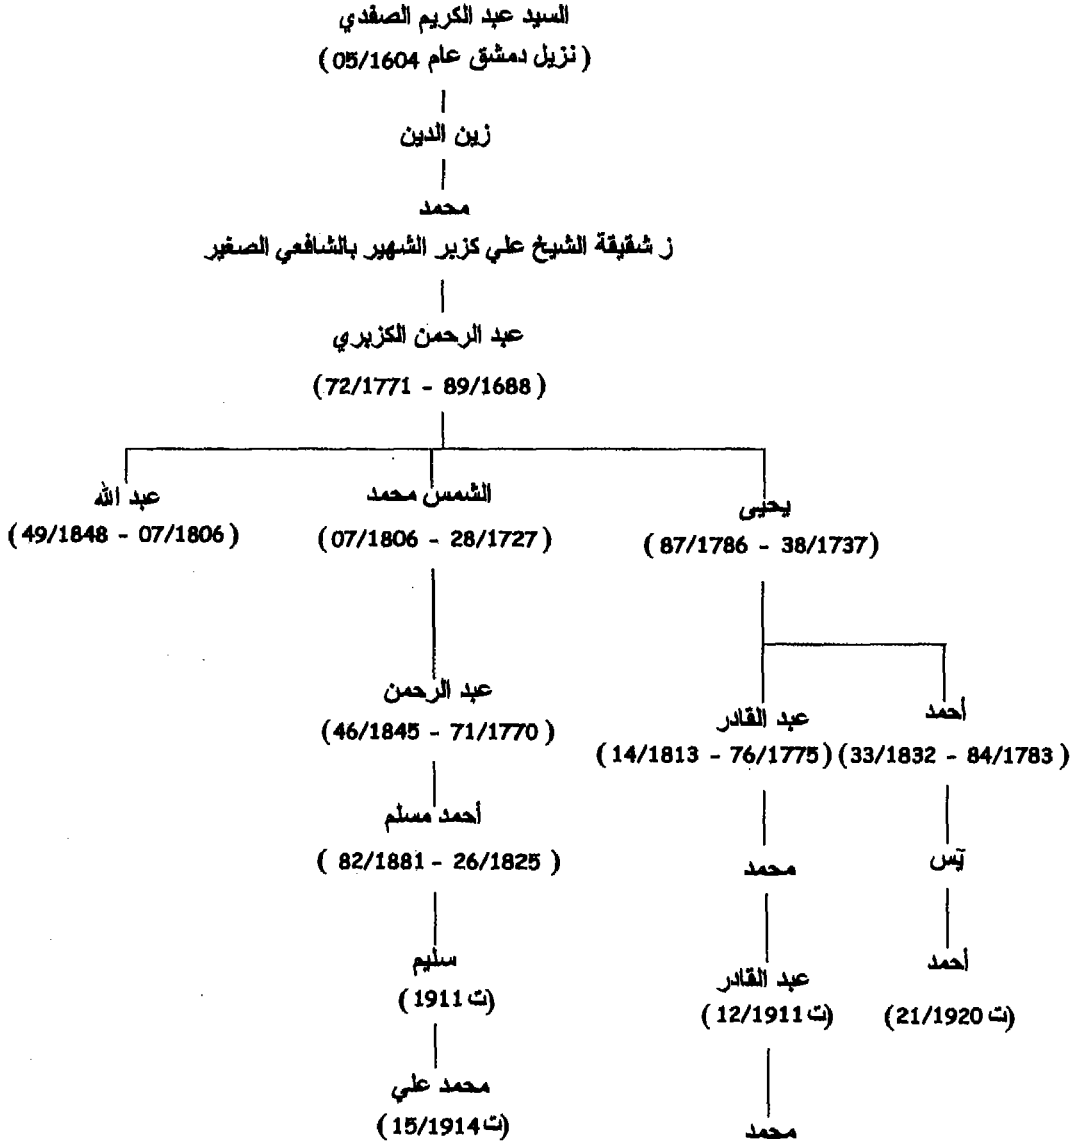 السيد عبد الكريم الصفدي
( نزيل دمشق عام 05/1604 )
زين الدين
محمد
ز شقيقة الشيخ علي كزبر الشهير بالشافعي الصغير
عبد الرحمن الكزبري
(72/1771 - 89/1688)
يحيى
(87/1786 - 38/1737)
الشمس محمد
(07/1806 - 28/1727)
عبد الله
(49/1848 - 07/1806)
أحمد
(33/1832 - 84/1783)
عبد القادر
(14/1813 - 76/1775)
عبد الرحمن
(46/1845 - 71/1770)
أحمد مسلم
(82/1881 - 26/1825)
يٓس
محمد
أحمد
(ت 21/1920)
عبد القادر
(ت 12/1911)
سليم
(ت 1911)
محمد علي
(ت 15/1914)
محمد